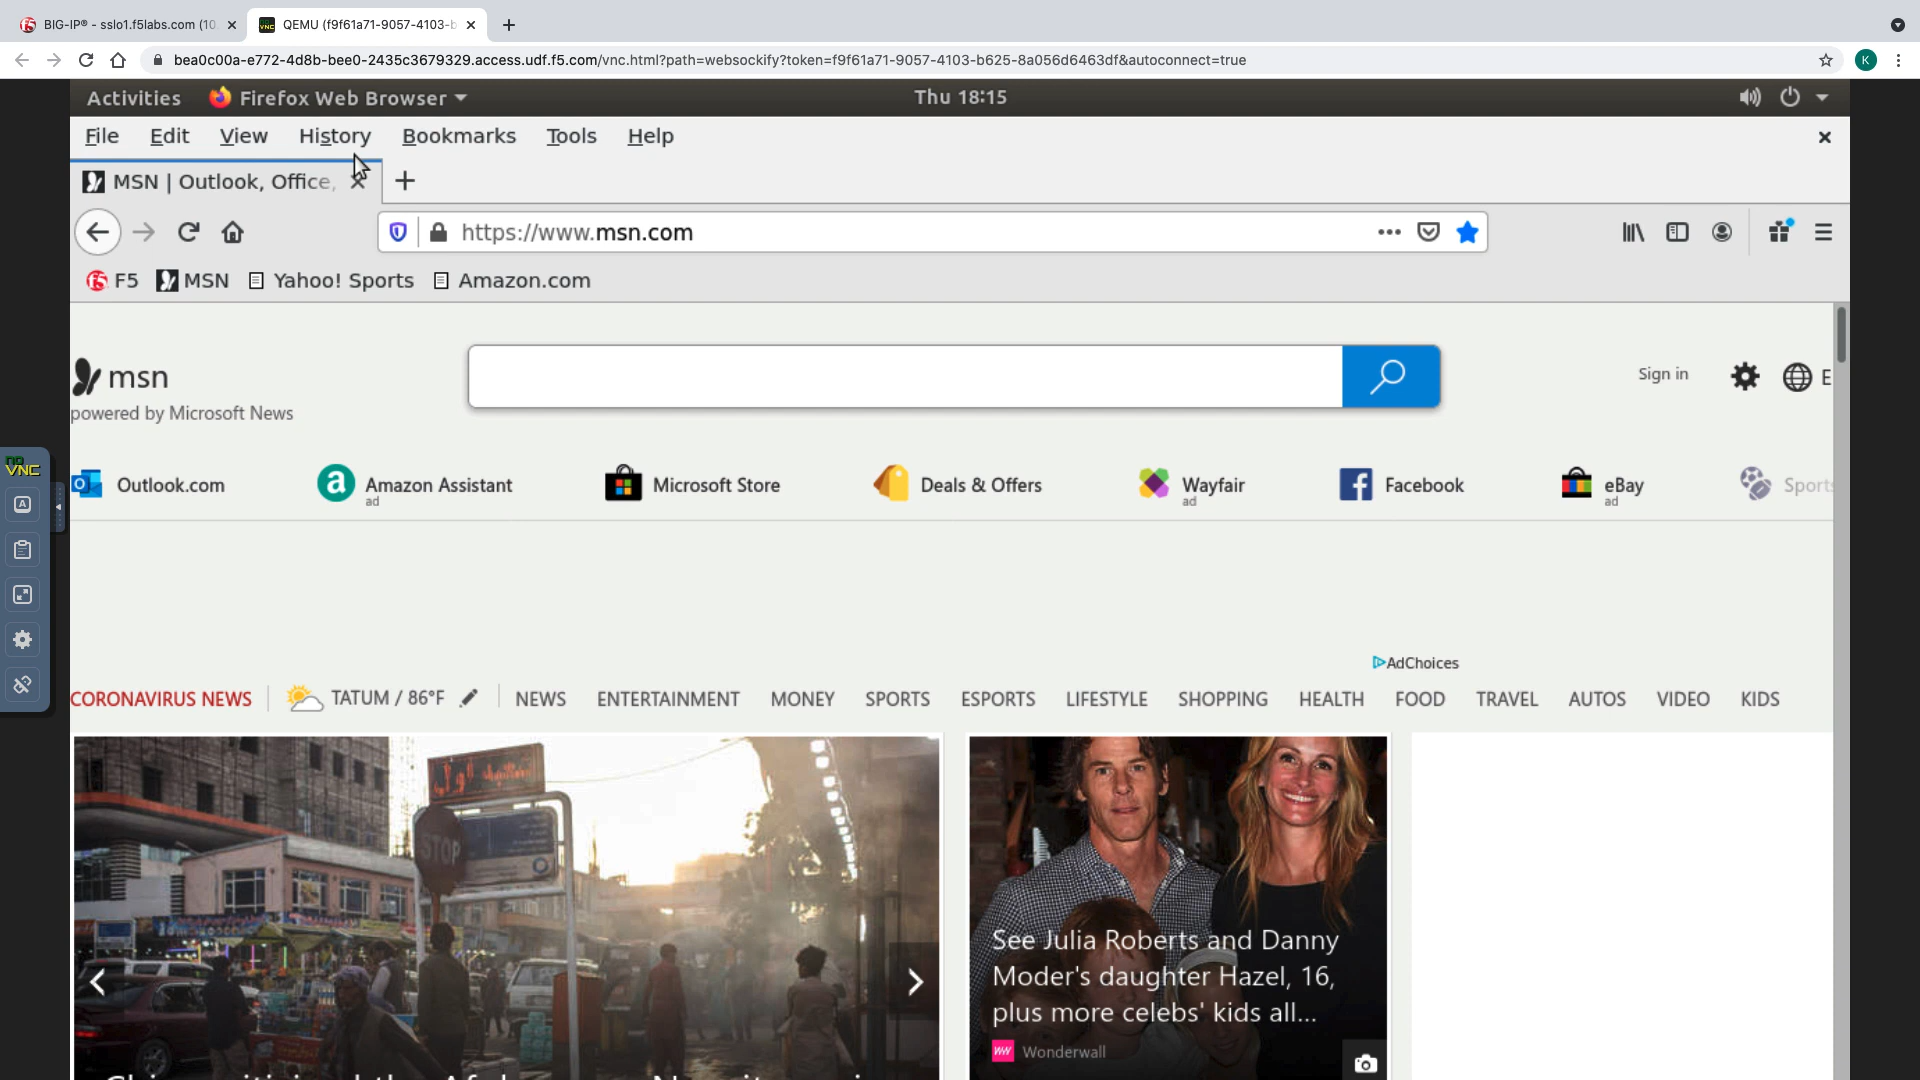 BIG-IP® - sslo1.f5labs.com (10.
QEMU (f9f61a71-9057-4103-b
bea0c00a-e772-4d8b-bee0-2435c3679329.access.udf.f5.com/vnc.html?path=websockify?token=f9f61a71-9057-4103-b625-8a056d6463df&autoconnect=true
K
Activities
Firefox Web Browser
Thu 18:15
File Edit View History Bookmarks Tools Help
MSN | Outlook, Office,
https://www.msn.com
F5 MSN Yahoo! Sports Amazon.com
msn
powered by Microsoft News
Sign in
E
no
VNC
Outlook.com
Amazon Assistant
ad
Microsoft Store
Deals & Offers
Wayfair
ad
Facebook
eBay
ad
Sports
AdChoices
CORONAVIRUS NEWS
TATUM / 86°F
NEWS ENTERTAINMENT MONEY SPORTS ESPORTS LIFESTYLE SHOPPING HEALTH FOOD TRAVEL AUTOS VIDEO KIDS
STOP
See Julia Roberts and Danny
Moder's daughter Hazel, 16,
plus more celebs' kids all...
Wonderwall